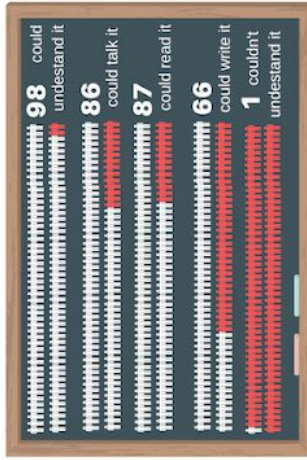 98 could
undestand it
86
could talk it
87
could read it
66
could write it
1 couldn't
undestand it